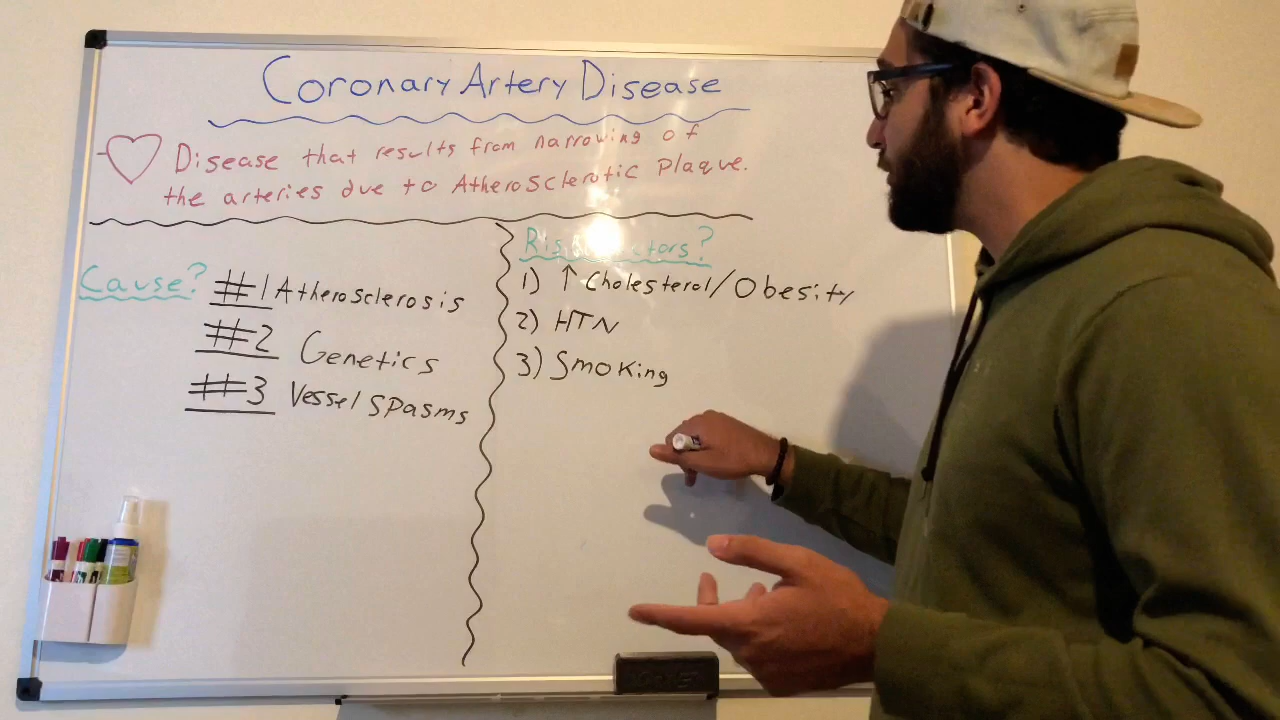 Coronary Artery Disease
Disease that results from narrowing of
the arteries due to Atherosclerotic Plaque.
Cause?
#1 Atherosclerosis
#2 Genetics
#3 Vessel Spasms
Risk Factors?
1) ↑ Cholesterol/Obesity
2) HTN
3) Smoking